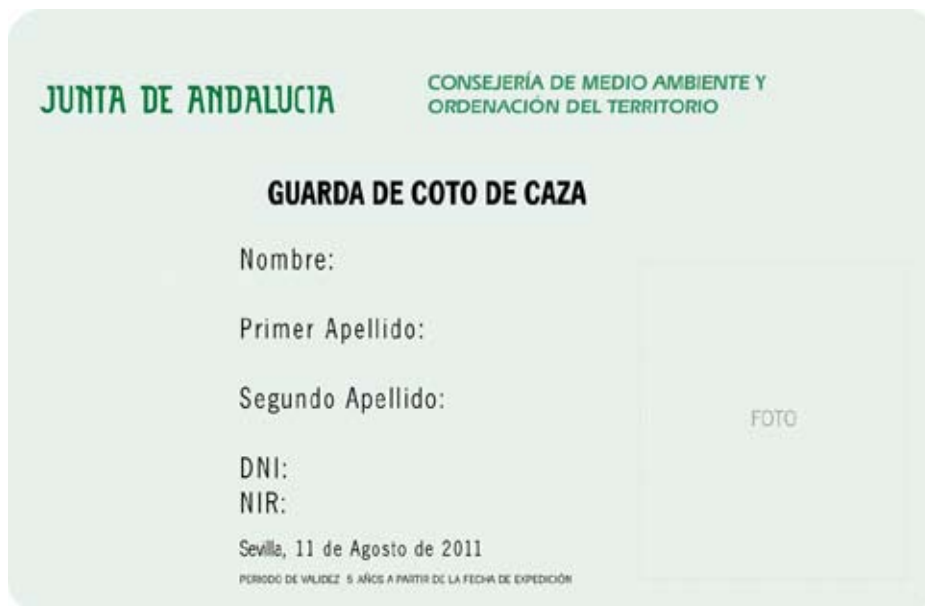 JUNTA DE ANDALUCIA
CONSEJERÍA DE MEDIO AMBIENTE Y
ORDENACIÓN DEL TERRITORIO
GUARDA DE COTO DE CAZA
Nombre:
Primer Apellido:
Segundo Apellido:
FOTO
DNI:
NIR:
Sevilla, 11 de Agosto de 2011
PERIODO DE VALIDEZ 5 AÑOS A PARTIR DE LA FECHA DE EXPEDICIÓN